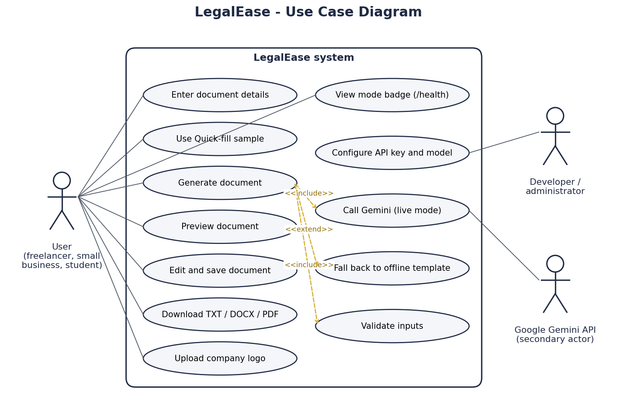 LegalEase - Use Case Diagram
LegalEase system
Enter document details
View mode badge (/health)
Use Quick-fill sample
Configure API key and model
Generate document
<<include>>
Call Gemini (live mode)
Preview document
<<extend>>
Edit and save document
<<include>>
Fall back to offline template
Download TXT / DOCX / PDF
Validate inputs
Upload company logo
User
(freelancer, small
business, student)
Developer /
administrator
Google Gemini API
(secondary actor)